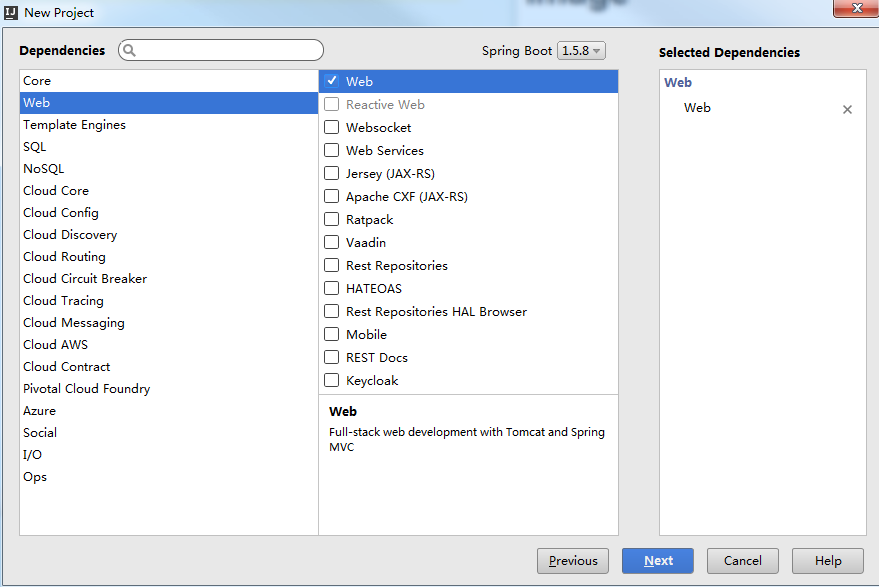 IJ New Project
Dependencies
Spring Boot 1.5.8
Selected Dependencies
Core
Web
Template Engines
SQL
NoSQL
Cloud Core
Cloud Config
Cloud Discovery
Cloud Routing
Cloud Circuit Breaker
Cloud Tracing
Cloud Messaging
Cloud AWS
Cloud Contract
Pivotal Cloud Foundry
Azure
Social
I/O
Ops
Web
Reactive Web
Websocket
Web Services
Jersey (JAX-RS)
Apache CXF (JAX-RS)
Ratpack
Vaadin
Rest Repositories
HATEOAS
Rest Repositories HAL Browser
Mobile
REST Docs
Keycloak
Web
Full-stack web development with Tomcat and Spring
MVC
Web
Web
Previous
Next
Cancel
Help